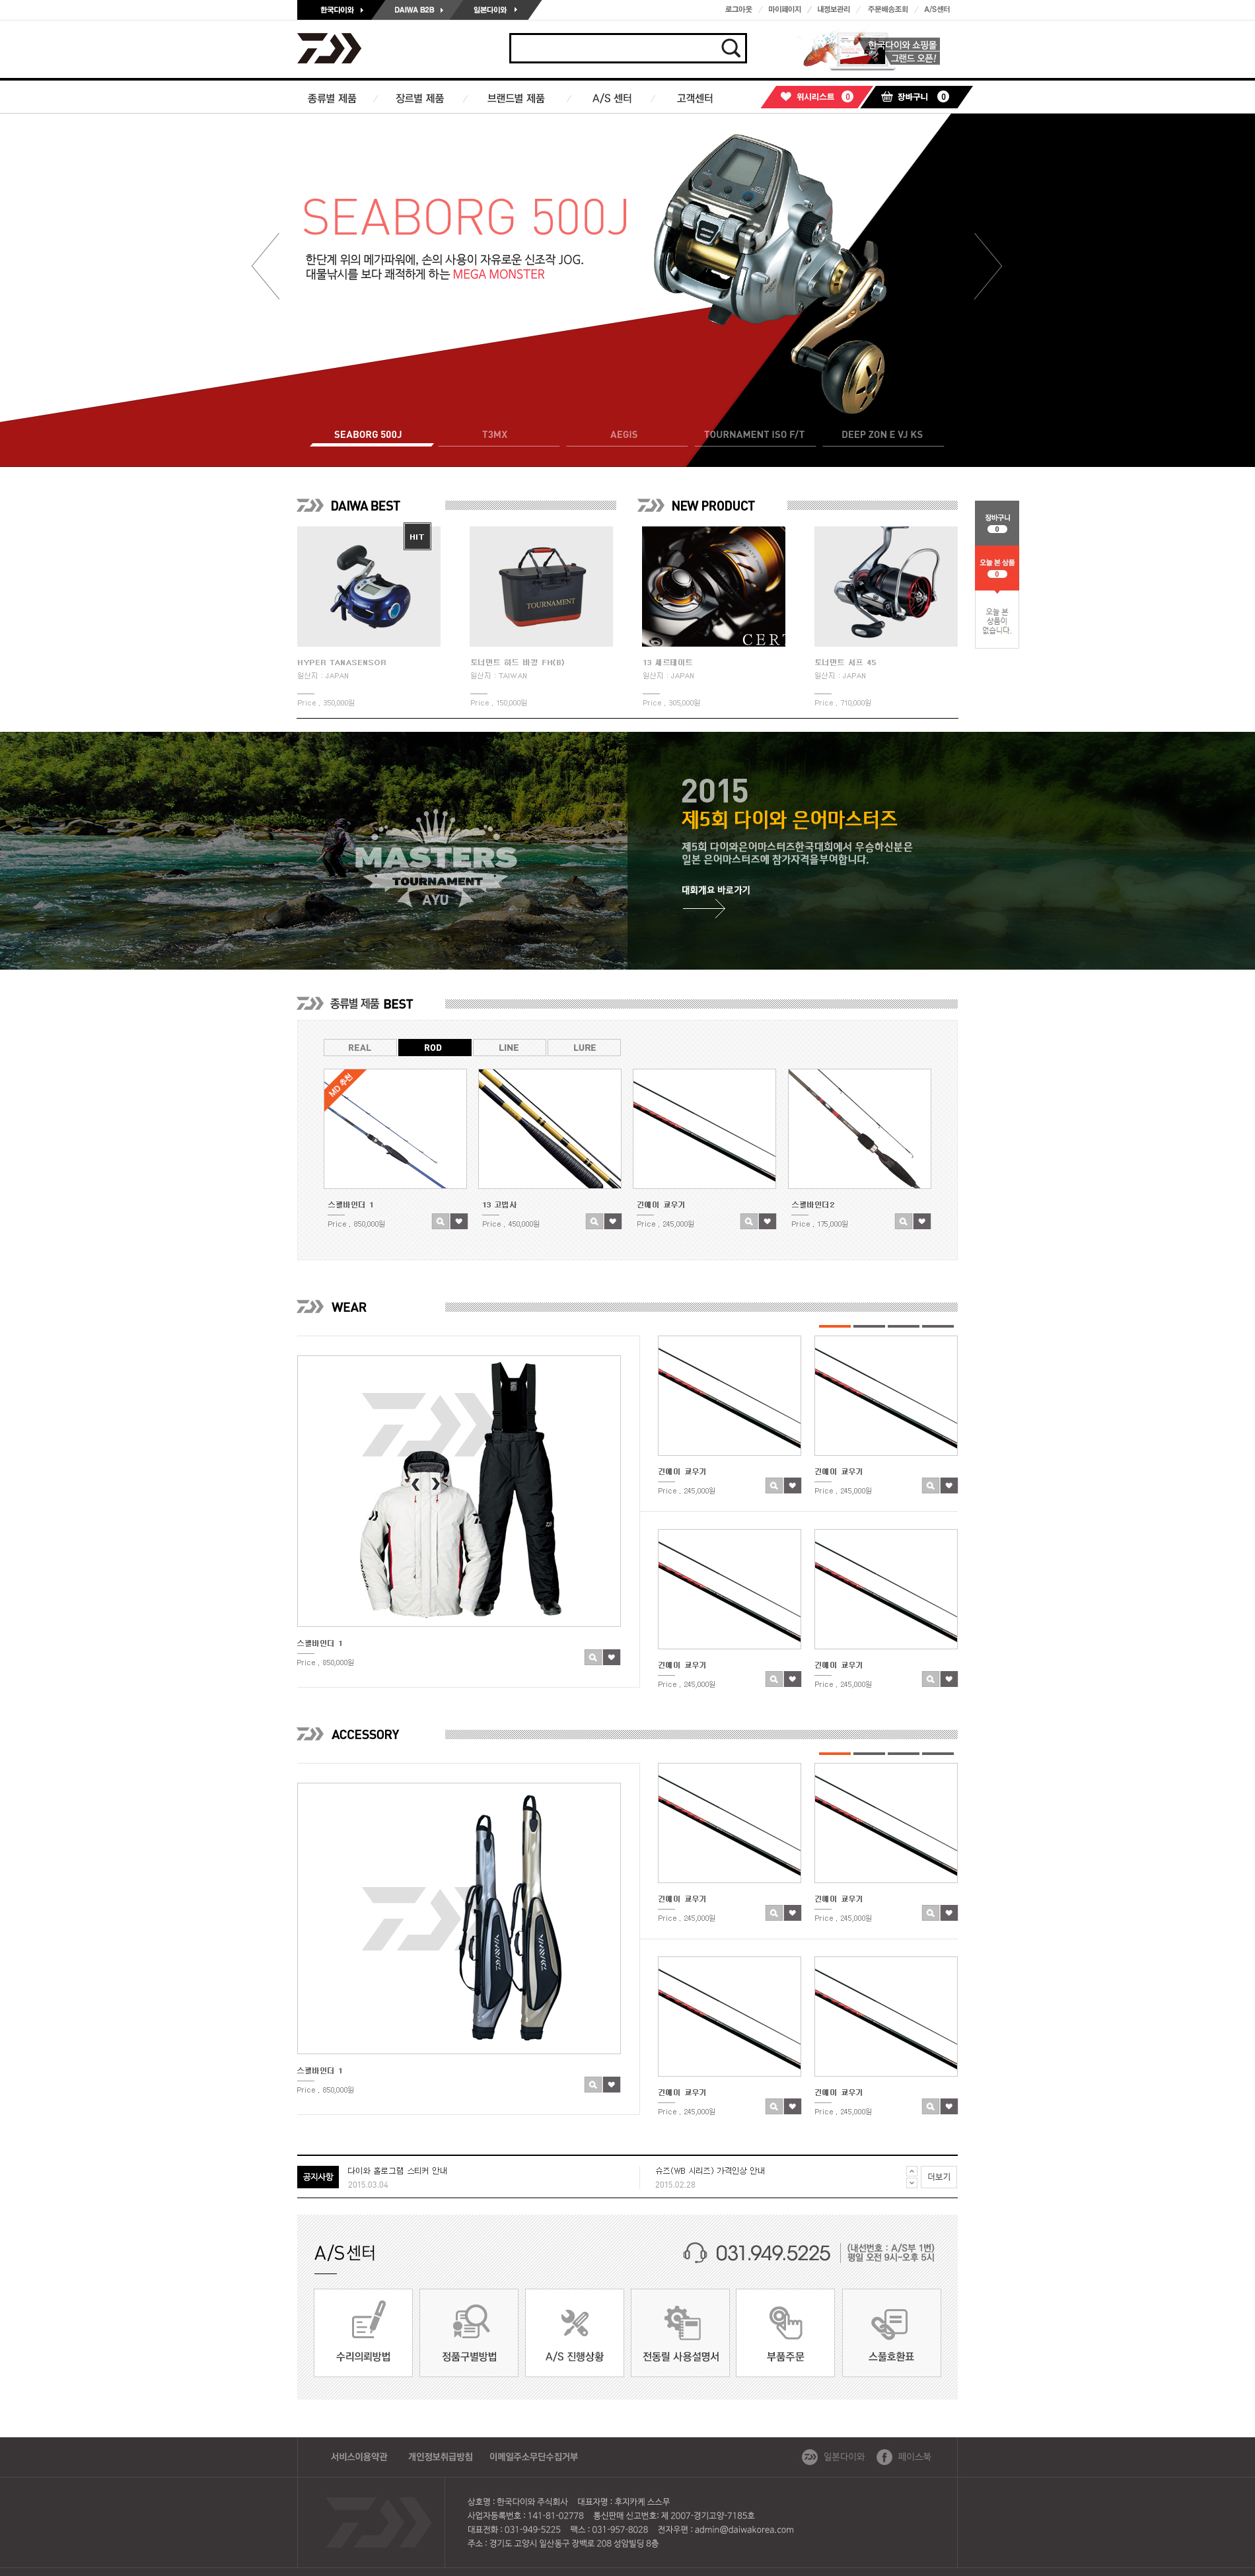 한국다이와 DAIWA B2B 일본다이와
로그아웃 마이페이지 내정보관리 주문배송조회 A/S센터
한국다이와 쇼핑몰
그랜드 오픈!
종류별 제품 장르별 제품 브랜드별 제품 A/S 센터 고객센터
위시리스트 0 장바구니 0
SEABORG 500J
한단계 위의 메가파워에, 손의 사용이 자유로운 신조작 JOG.
대물낚시를 보다 쾌적하게 하는 MEGA MONSTER
SEABORG 500J T3MX AEGIS TOURNAMENT ISO F/T DEEP ZON E VJ KS
DAIWA BEST
NEW PRODUCT
장바구니
0
오늘 본 상품
0
오늘 본
상품이
없습니다.
HIT
TOURNAMENT
CERT
HYPER TANASENSOR
원산지 : JAPAN
Price , 350,000원
토너먼트 하드 바칸 FH(B)
원산지 : TAIWAN
Price , 150,000원
13 세르테이트
원산지 : JAPAN
Price , 305,000원
토너먼트 서프 45
원산지 : JAPAN
Price , 710,000원
MASTERS
TOURNAMENT
AYU
2015
제5회 다이와 은어마스터즈
제5회 다이와은어마스터즈한국대회에서 우승하신분은
일본 은어마스터즈에 참가자격을부여합니다.
대회개요 바로가기
종류별 제품 BEST
REAL ROD LINE LURE
MD 추천
스펠바인더 1
Price , 850,000원
13 고법사
Price , 450,000원
긴에이 쿄우기
Price , 245,000원
스펠바인더2
Price , 175,000원
WEAR
스펠바인더 1
Price , 850,000원
긴에이 쿄우기
Price , 245,000원
긴에이 쿄우기
Price , 245,000원
긴에이 쿄우기
Price , 245,000원
긴에이 쿄우기
Price , 245,000원
ACCESSORY
스펠바인더 1
Price , 850,000원
긴에이 쿄우기
Price , 245,000원
긴에이 쿄우기
Price , 245,000원
긴에이 쿄우기
Price , 245,000원
긴에이 쿄우기
Price , 245,000원
공지사항
다이와 홀로그램 스티커 안내
2015.03.04
슈즈(WB 시리즈) 가격인상 안내
2015.02.28
더보기
A/S센터
031.949.5225
(내선번호 : A/S부 1번)
평일 오전 9시~오후 5시
수리의뢰방법 정품구별방법 A/S 진행상황 전동릴 사용설명서 부품주문 스풀호환표
서비스이용약관 개인정보취급방침 이메일주소무단수집거부
일본다이와 페이스북
상호명 : 한국다이와 주식회사 대표자명 : 후지카케 스스무
사업자등록번호 : 141-81-02778 통신판매 신고번호: 제 2007-경기고양-7185호
대표전화 : 031-949-5225 팩스 : 031-957-8028 전자우편 : admin@daiwakorea.com
주소 : 경기도 고양시 일산동구 장백로 208 성암빌딩 8층